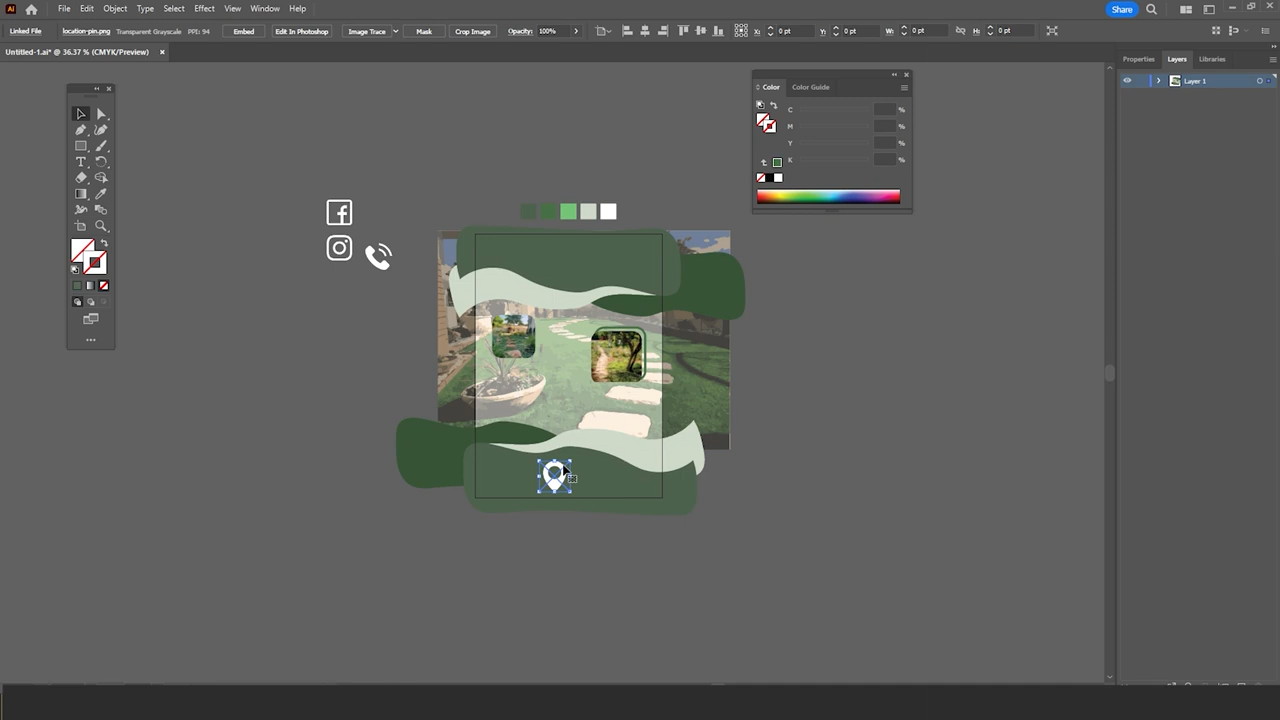 Ai File Edit Object Type Select Effect View Window Help Share
Linked File location-pin.png Transparent Grayscale PPI: 94 Embed Edit In Photoshop Image Trace Mask Crop Image Opacity: 100% X: 0 pt Y: 0 pt W: 0 pt H: 0 pt
Untitled-1.ai* @ 36.37 % (CMYK/Preview) ×
Properties Layers Libraries
Layer 1
Color Color Guide
C %
M %
Y %
K %
T